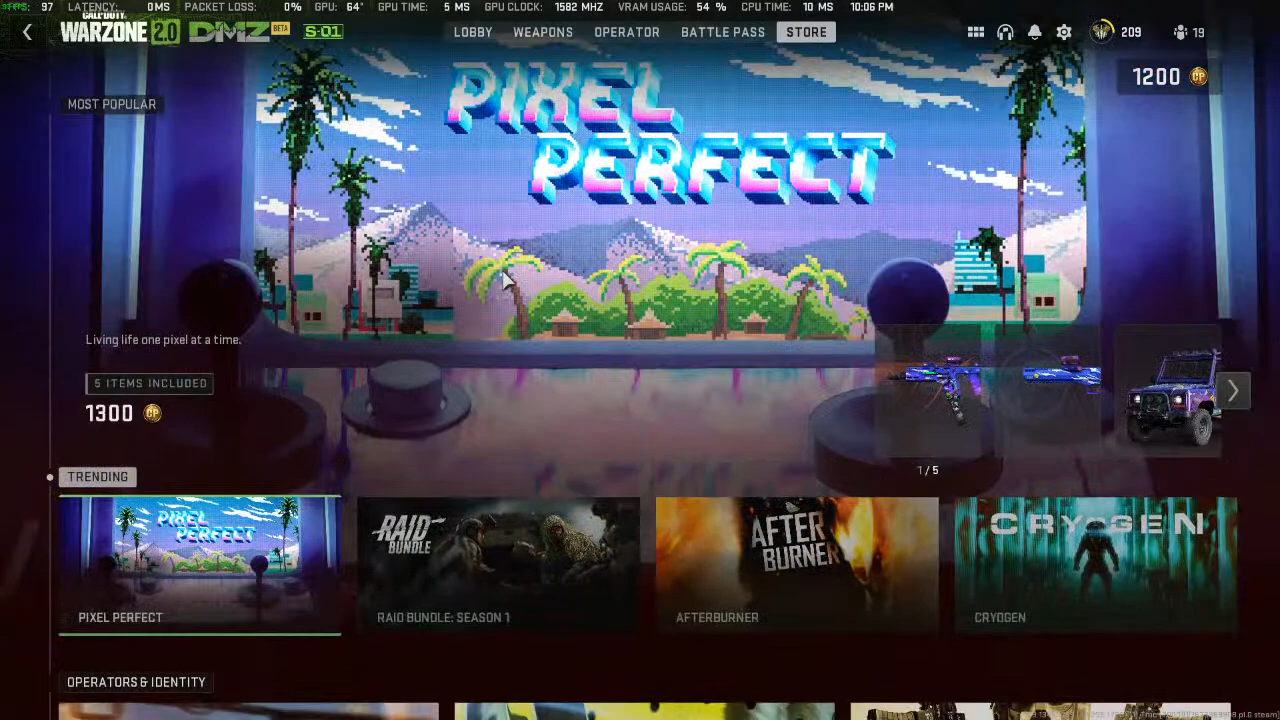 FPS: 97 LATENCY: 0MS PACKET LOSS: 0% GPU: 64° GPU TIME: 5 MS GPU CLOCK: 1582 MHZ VRAM USAGE: 54 % CPU TIME: 10 MS 10:06 PM
CALL OF DUTY
WARZONE 2.0 DMZ BETA S-01 LOBBY WEAPONS OPERATOR BATTLE PASS STORE 209 19
1200 CP
MOST POPULAR
PIXEL
PERFECT
Living life one pixel at a time.
5 ITEMS INCLUDED
1300 CP
1 / 5
TRENDING
PIXEL
PERFECT
RAID
BUNDLE
AFTER
BURNER
CRYOGEN
PIXEL PERFECT RAID BUNDLE: SEASON 1 AFTERBURNER CRYOGEN
OPERATORS & IDENTITY